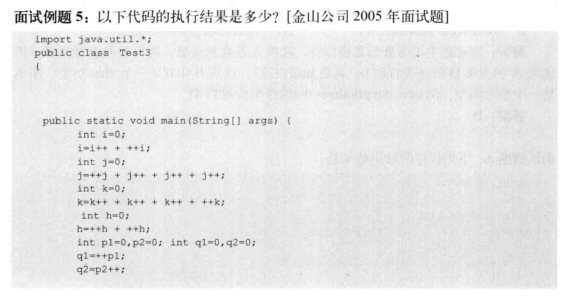 面试例题 5：以下代码的执行结果是多少？[金山公司 2005 年面试题]
import java.util.*;
public class Test3
{
public static void main(String[] args) {
int i=0;
i=i++ + ++i;
int j=0;
j=++j + j++ + j++ + j++;
int k=0;
k=k++ + k++ + k++ + ++k;
int h=0;
h=++h + ++h;
int p1=0,p2=0; int q1=0,q2=0;
q1=++p1;
q2=p2++;